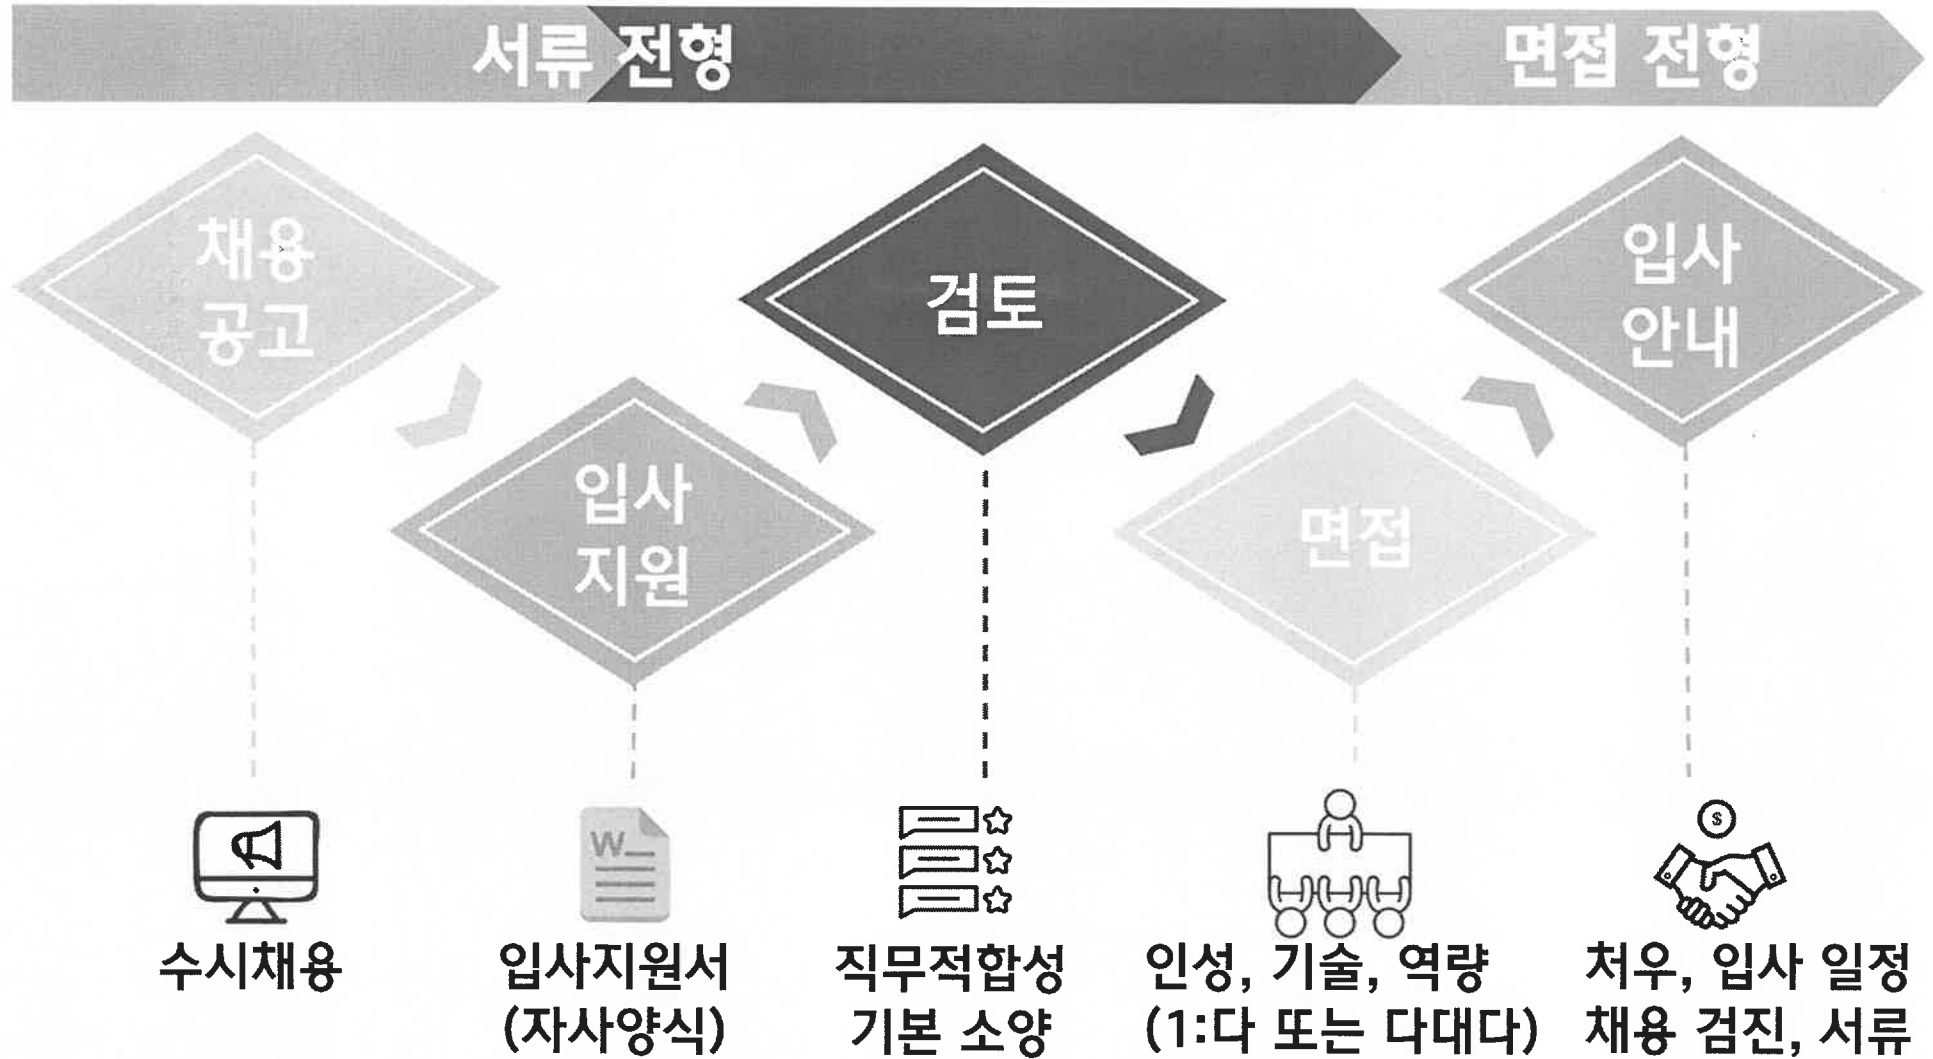 서류 전형
면접 전형
채용
공고
입사
지원
검토
면접
입사
안내
W
$
수시채용
입사지원서
(자사양식)
직무적합성
기본 소양
인성, 기술, 역량
(1:다 또는 다대다)
처우, 입사 일정
채용 검진, 서류